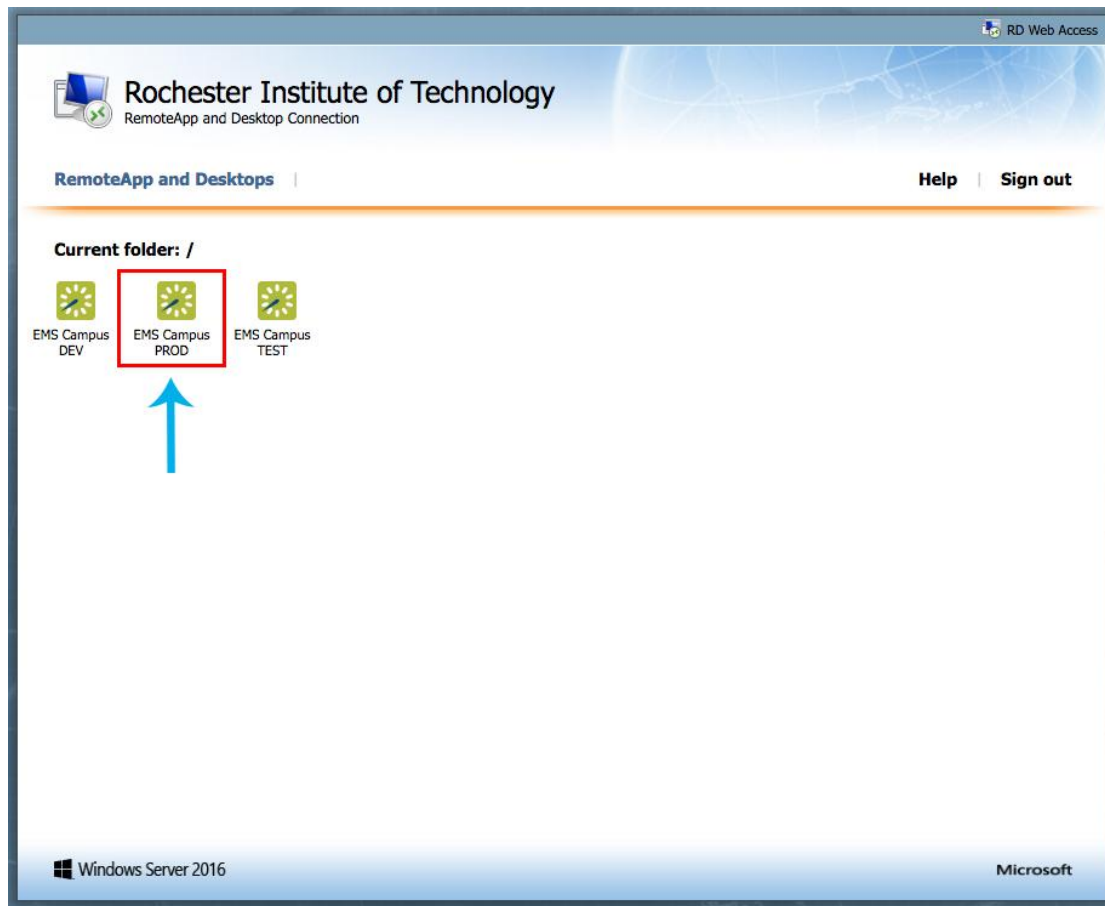 RD Web Access
Rochester Institute of Technology
RemoteApp and Desktop Connection
RemoteApp and Desktops | Help | Sign out
Current folder: /
EMS Campus DEV
EMS Campus PROD
EMS Campus TEST
Windows Server 2016
Microsoft